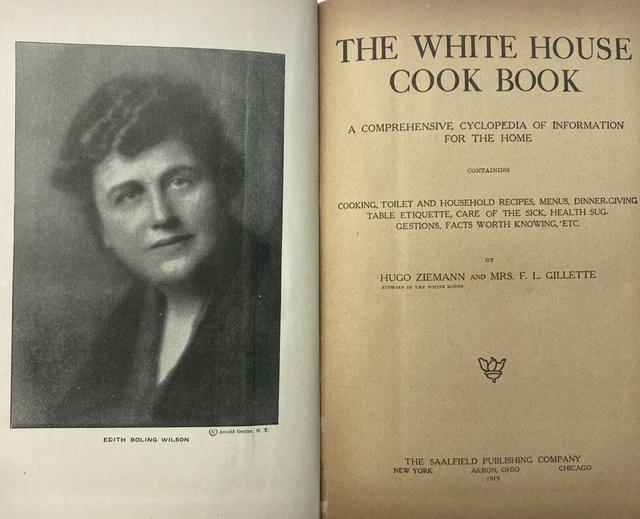 © Arnold Genthe, N. Y.
EDITH BOLING WILSON
THE WHITE HOUSE
COOK BOOK
A COMPREHENSIVE CYCLOPEDIA OF INFORMATION
FOR THE HOME
CONTAINING
COOKING, TOILET AND HOUSEHOLD RECIPES, MENUS, DINNER-GIVING
TABLE ETIQUETTE, CARE OF THE SICK, HEALTH SUG-
GESTIONS, FACTS WORTH KNOWING, ETC.
BY
HUGO ZIEMANN AND MRS. F. L. GILLETTE
STEWARD OF THE WHITE HOUSE
THE SAALFIELD PUBLISHING COMPANY
NEW YORK AKRON, OHIO CHICAGO
1919